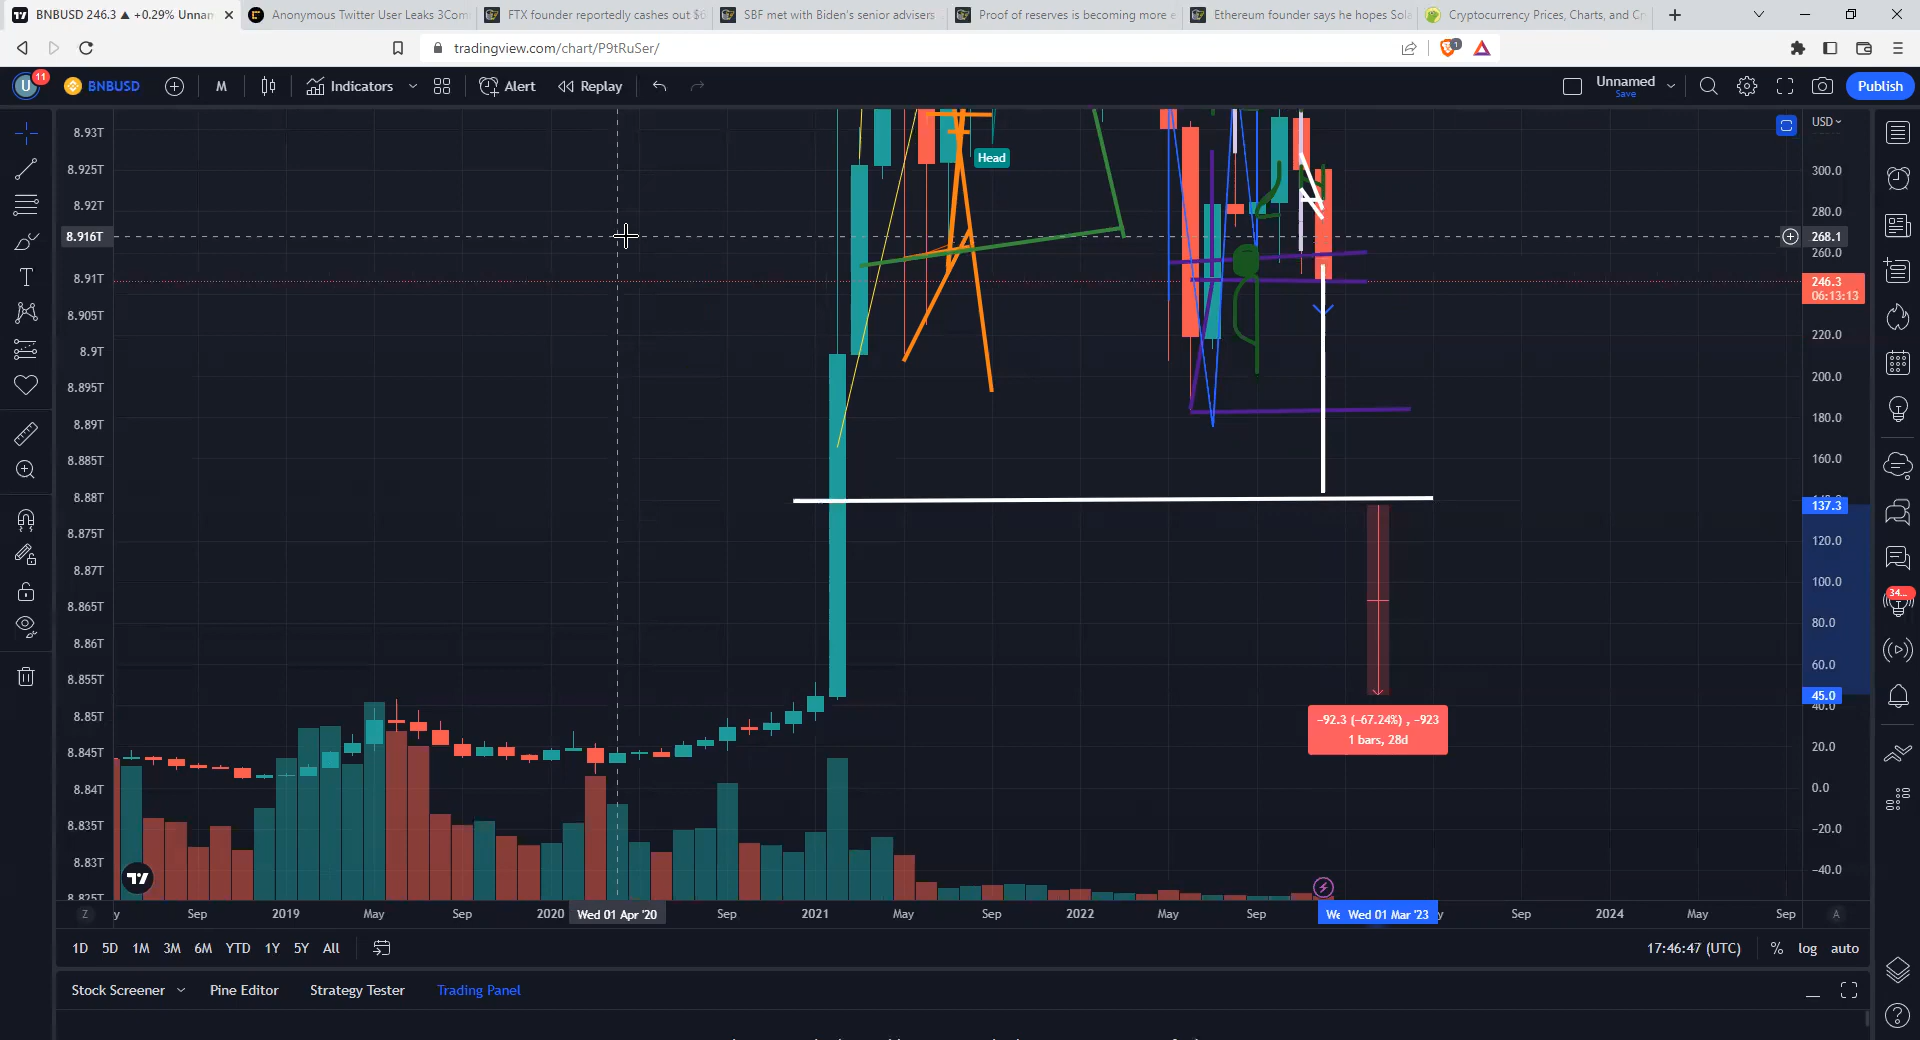 BNBUSD 246.3 ▲ +0.29% Unnan
Anonymous Twitter User Leaks 3Com
FTX founder reportedly cashes out $
SBF met with Biden's senior advisers
Proof of reserves is becoming more e
Ethereum founder says he hopes Sola
Cryptocurrency Prices, Charts, and Cr
tradingview.com/chart/P9tRuSer/
1
U
11
BNBUSD
M
Indicators
Alert
Replay
Unnamed
Save
Publish
8.93T
8.925T
8.92T
8.916T
8.91T
8.905T
8.9T
8.895T
8.89T
8.885T
8.88T
8.875T
8.87T
8.865T
8.86T
8.855T
8.85T
8.845T
8.84T
8.835T
8.83T
8.825T
Head
USD
300.0
280.0
268.1
260.0
246.3
06:13:13
220.0
200.0
180.0
160.0
137.3
120.0
100.0
80.0
60.0
45.0
40.0
20.0
0.0
−20.0
−40.0
34...
−92.3 (−67.24%) , −923
1 bars, 28d
Z
y
Sep
2019
May
Sep
2020
Wed 01 Apr '20
Sep
2021
May
Sep
2022
May
Sep
We
Wed 01 Mar '23
y
Sep
2024
May
Sep
A
1D 5D 1M 3M 6M YTD 1Y 5Y All
17:46:47 (UTC)
% log auto
Stock Screener
Pine Editor
Strategy Tester
Trading Panel